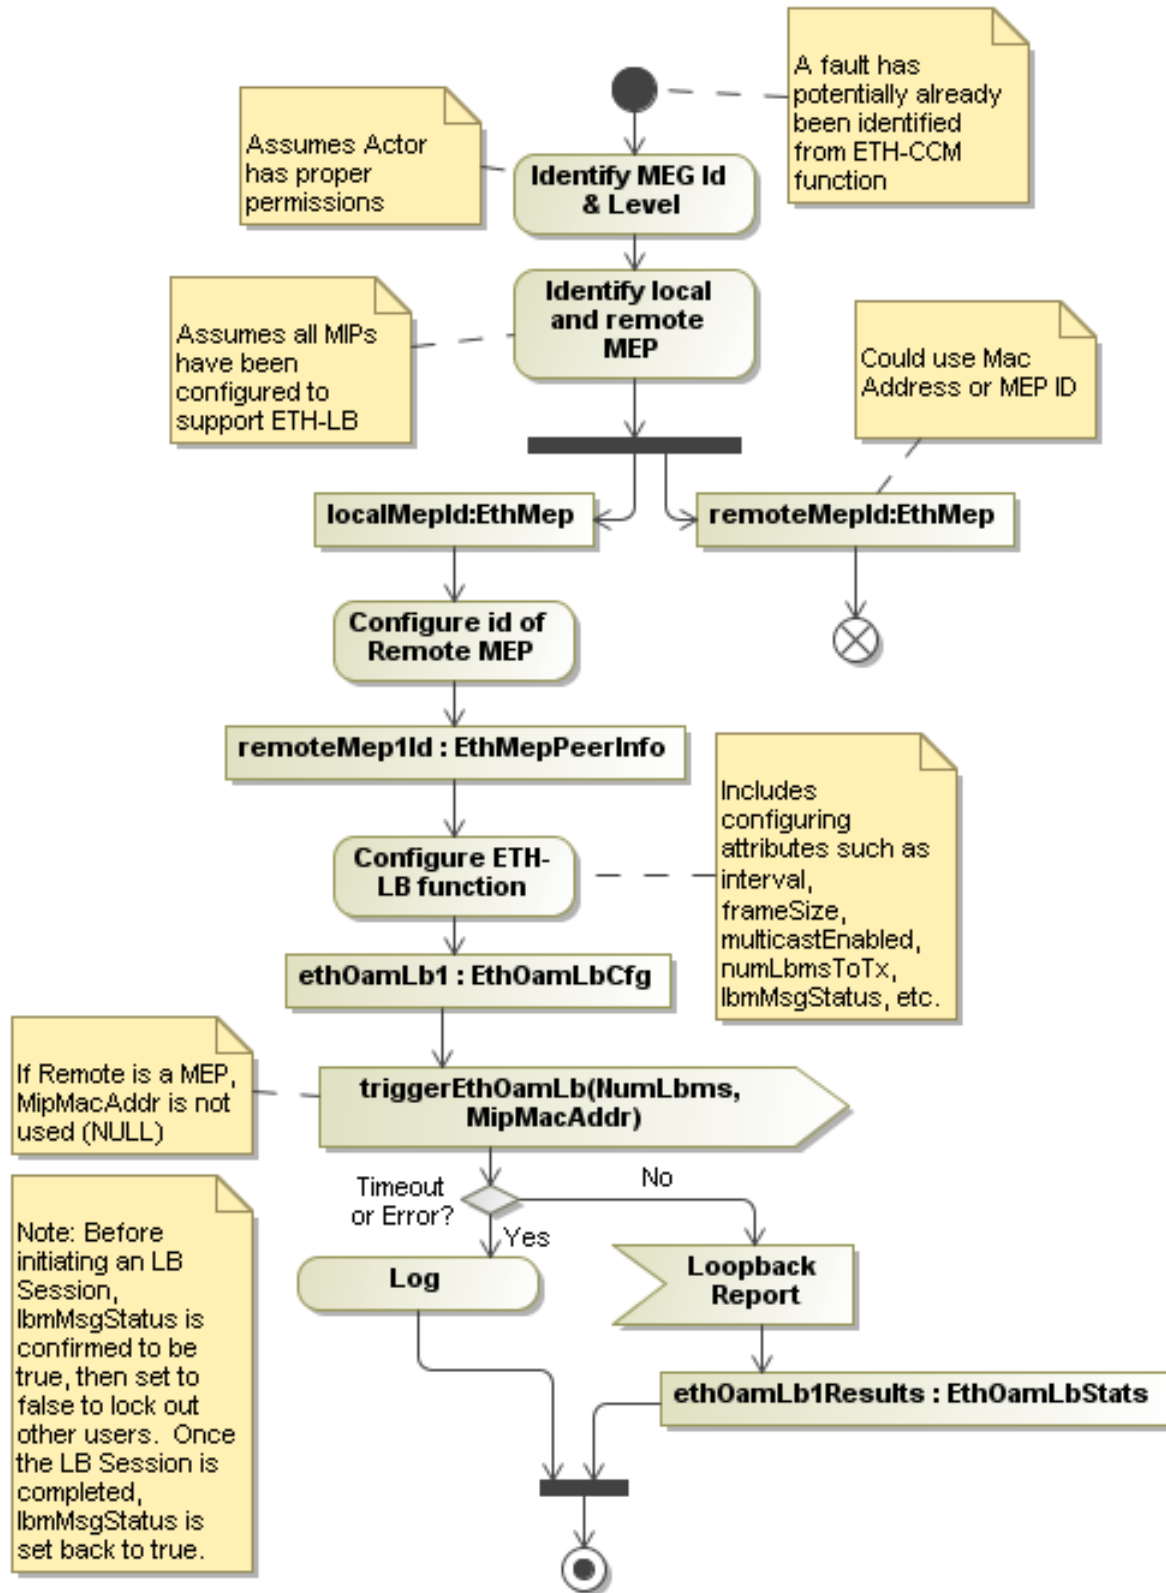 A fault has
potentially already
been identified
from ETH-CCM
function
Assumes Actor
has proper
permissions
Identify MEG Id
& Level
Identify local
and remote
MEP
Assumes all MIPs
have been
configured to
support ETH-LB
Could use Mac
Address or MEP ID
localMepId:EthMep
remoteMepId:EthMep
Configure id of
Remote MEP
remoteMep1Id : EthMepPeerInfo
Includes
configuring
attributes such as
interval,
frameSize,
multicastEnabled,
numLbmsToTx,
lbmMsgStatus, etc.
Configure ETH-
LB function
ethOamLb1 : EthOamLbCfg
If Remote is a MEP,
MipMacAddr is not
used (NULL)
triggerEthOamLb(NumLbms,
MipMacAddr)
Timeout
or Error?
No
Yes
Note: Before
initiating an LB
Session,
lbmMsgStatus is
confirmed to be
true, then set to
false to lock out
other users. Once
the LB Session is
completed,
lbmMsgStatus is
set back to true.
Log
Loopback
Report
ethOamLb1Results : EthOamLbStats